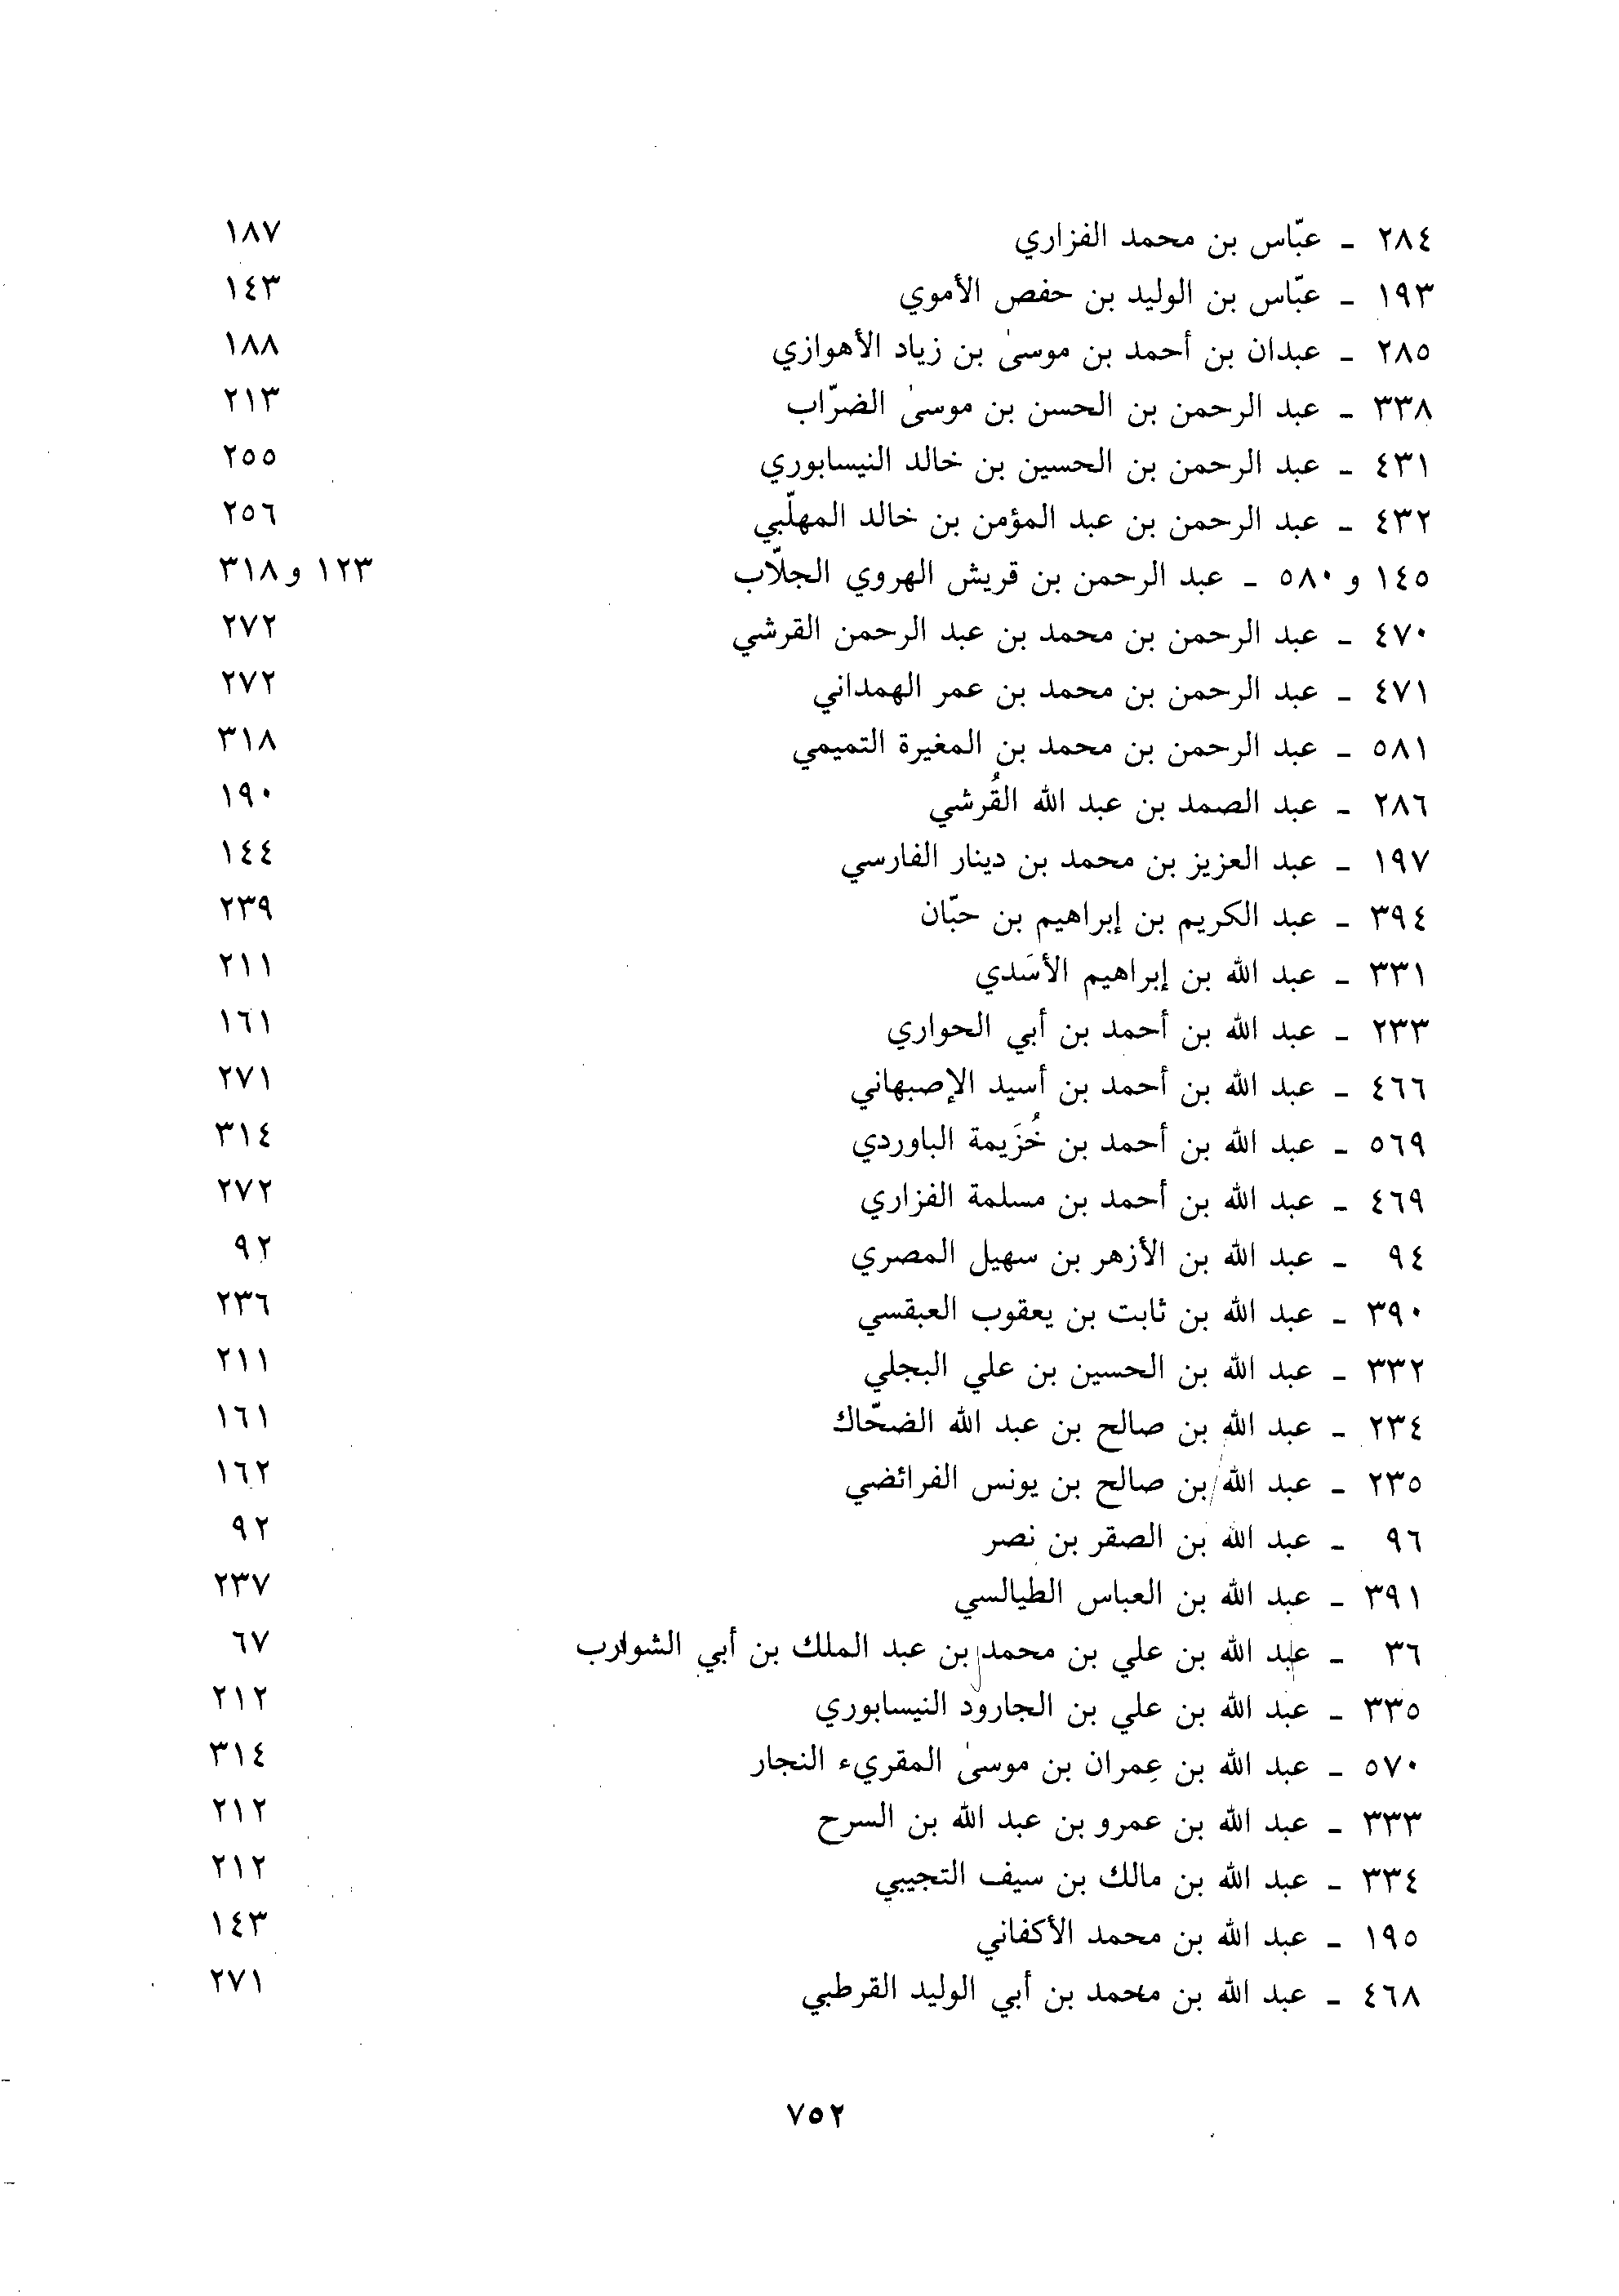 ٢٨٤ - عبّاس بن محمد الفزاري ١٨٧
١٩٣ - عبّاس بن الوليد بن حفص الأموي ١٤٣
٢٨٥ - عبدان بن أحمد بن موسىٰ بن زياد الأهوازي ١٨٨
٣٣٨ - عبد الرحمن بن الحسن بن موسىٰ الضرّاب ٢١٣
٤٣١ - عبد الرحمن بن الحسين بن خالد النيسابوري ٢٥٥
٤٣٢ - عبد الرحمن بن عبد المؤمن بن خالد المهلّبي ٢٥٦
١٤٥ و ٥٨٠ - عبد الرحمن بن قريش الهروي الجلّاب ١٢٣ و ٣١٨
٤٧٠ - عبد الرحمن بن محمد بن عبد الرحمن القرشي ٢٧٢
٤٧١ - عبد الرحمن بن محمد بن عمر الهمداني ٢٧٢
٥٨١ - عبد الرحمن بن محمد بن المغيرة التميمي ٣١٨
٢٨٦ - عبد الصمد بن عبد الله القُرشي ١٩٠
١٩٧ - عبد العزيز بن محمد بن دينار الفارسي ١٤٤
٣٩٤ - عبد الكريم بن إبراهيم بن حبّان ٢٣٩
٣٣١ - عبد الله بن إبراهيم الأسَدي ٢١١
٢٣٣ - عبد الله بن أحمد بن أبي الحواري ١٦١
٤٦٦ - عبد الله بن أحمد بن أسيد الإصبهاني ٢٧١
٥٦٩ - عبد الله بن أحمد بن خُزَيمة الباوردي ٣١٤
٤٦٩ - عبد الله بن أحمد بن مسلمة الفزاري ٢٧٢
٩٤ - عبد الله بن الأزهر بن سهيل المصري ٩٢
٣٩٠ - عبد الله بن ثابت بن يعقوب العبقسي ٢٣٦
٣٣٢ - عبد الله بن الحسين بن علي البجلي ٢١١
٢٣٤ - عبد الله بن صالح بن عبد الله الضحّاك ١٦١
٢٣٥ - عبد الله بن صالح بن يونس الفرائضي ١٦٢
٩٦ - عبد الله بن الصقر بن نصر ٩٢
٣٩١ - عبد الله بن العباس الطيالسي ٢٣٧
٣٦ - عبد الله بن علي بن محمد بن عبد الملك بن أبي الشوارب ٦٧
٣٣٥ - عبد الله بن علي بن الجارود النيسابوري ٢١٢
٥٧٠ - عبد الله بن عِمران بن موسىٰ المقريء النجار ٣١٤
٣٣٣ - عبد الله بن عمرو بن عبد الله بن السرح ٢١٢
٣٣٤ - عبد الله بن مالك بن سيف التجيبي ٢١٢
١٩٥ - عبد الله بن محمد الأكفاني ١٤٣
٤٦٨ - عبد الله بن محمد بن أبي الوليد القرطبي ٢٧١
٧٥٢